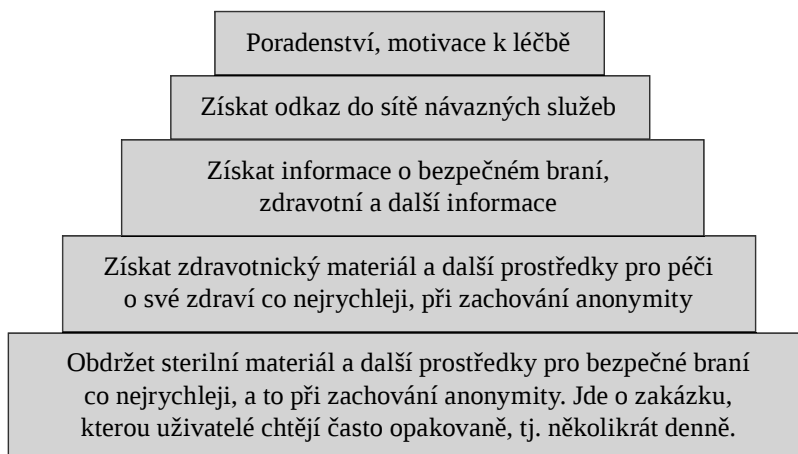 Poradenství, motivace k léčbě
Získat odkaz do sítě návazných služeb
Získat informace o bezpečném braní,
zdravotní a další informace
Získat zdravotnický materiál a další prostředky pro péči
o své zdraví co nejrychleji, při zachování anonymity
Obdržet sterilní materiál a další prostředky pro bezpečné braní
co nejrychleji, a to při zachování anonymity. Jde o zakázku,
kterou uživatelé chtějí často opakovaně, tj. několikrát denně.